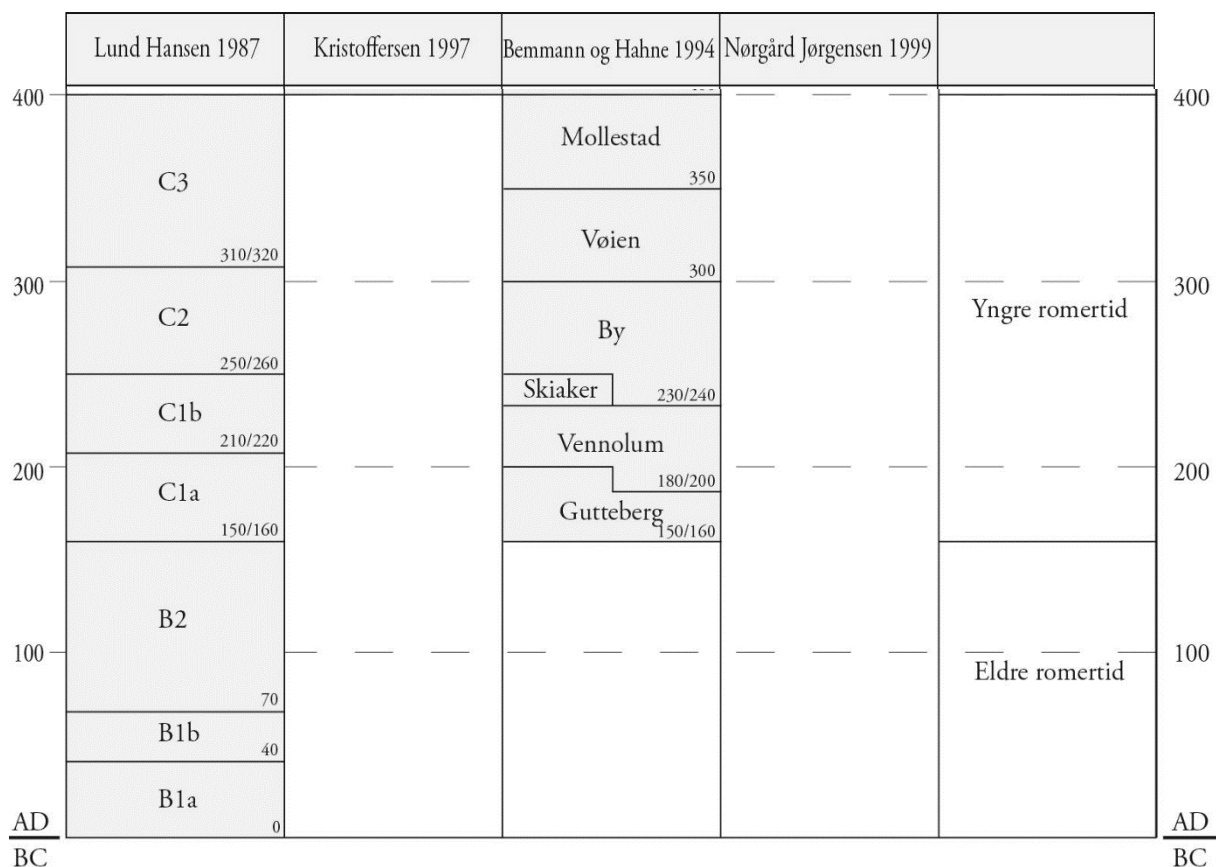 Lund Hansen 1987
Kristoffersen 1997
Bemmann og Hahne 1994
Nørgård Jørgensen 1999
400
400
C3
Mollestad
350
Vøien
310/320
300
300
300
C2
By
Yngre romertid
250/260
Skiaker
230/240
C1b
210/220
Vennolum
200
180/200
200
C1a
Gutteberg
150/160
150/160
B2
100
100
Eldre romertid
70
B1b
40
B1a
0
AD
AD
BC
BC